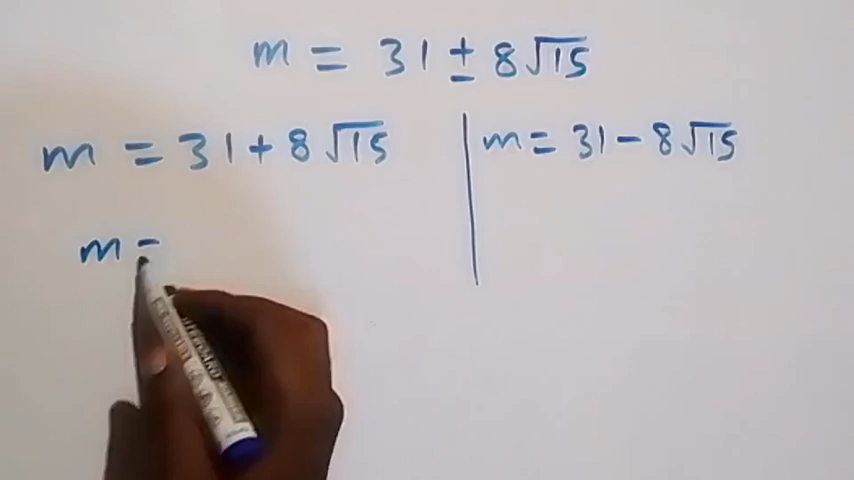 m = 31 ± 8√15
m = 31 + 8√15
m = 31 - 8√15
m =